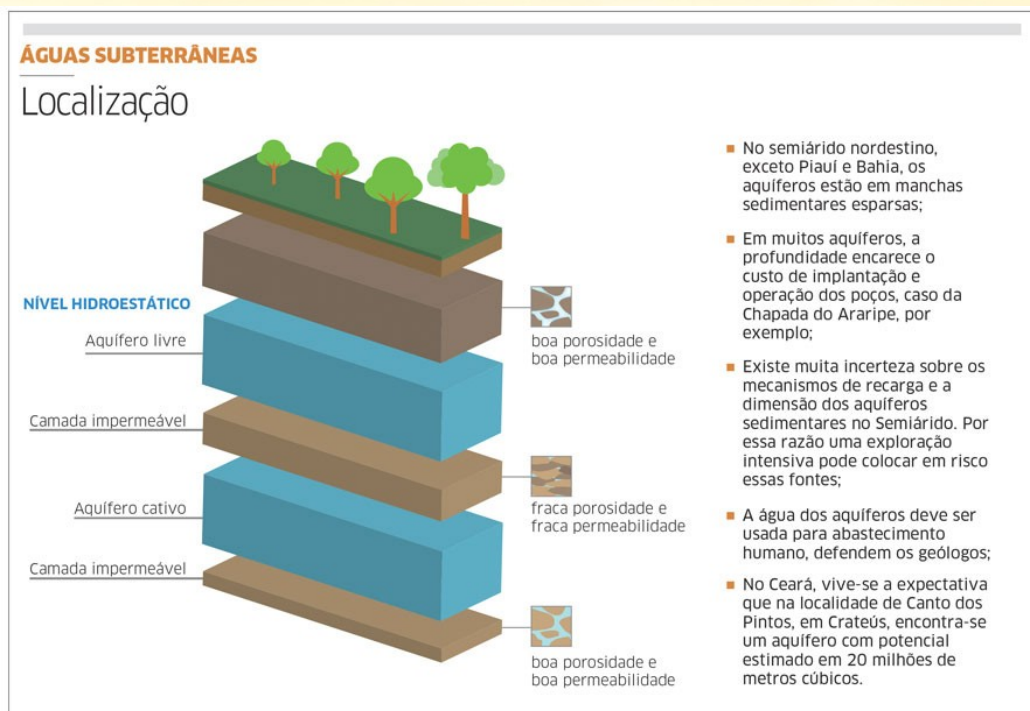 ÁGUAS SUBTERRÂNEAS
Localização
NÍVEL HIDROESTÁTICO
Aquífero livre
Camada impermeável
Aquífero cativo
Camada impermeável
boa porosidade e
boa permeabilidade
fraca porosidade e
fraca permeabilidade
boa porosidade e
boa permeabilidade
No semiárido nordestino,
exceto Piauí e Bahia, os
aquíferos estão em manchas
sedimentares esparsas;
Em muitos aquíferos, a
profundidade encarece o
custo de implantação e
operação dos poços, caso da
Chapada do Araripe, por
exemplo;
Existe muita incerteza sobre os
mecanismos de recarga e a
dimensão dos aquíferos
sedimentares no Semiárido. Por
essa razão uma exploração
intensiva pode colocar em risco
essas fontes;
A água dos aquíferos deve ser
usada para abastecimento
humano, defendem os geólogos;
No Ceará, vive-se a expectativa
que na localidade de Canto dos
Pintos, em Crateús, encontra-se
um aquífero com potencial
estimado em 20 milhões de
metros cúbicos.